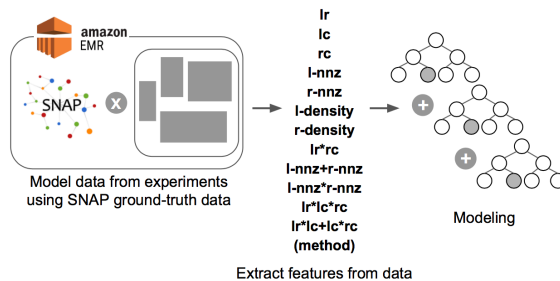 amazon
EMR
SNAP
x
Model data from experiments
using SNAP ground-truth data
lr
lc
rc
l-nnz
r-nnz
l-density
r-density
lr*rc
l-nnz+r-nnz
l-nnz*r-nnz
lr*lc*rc
lr*lc+lc*rc
(method)
Extract features from data
+
+
Modeling